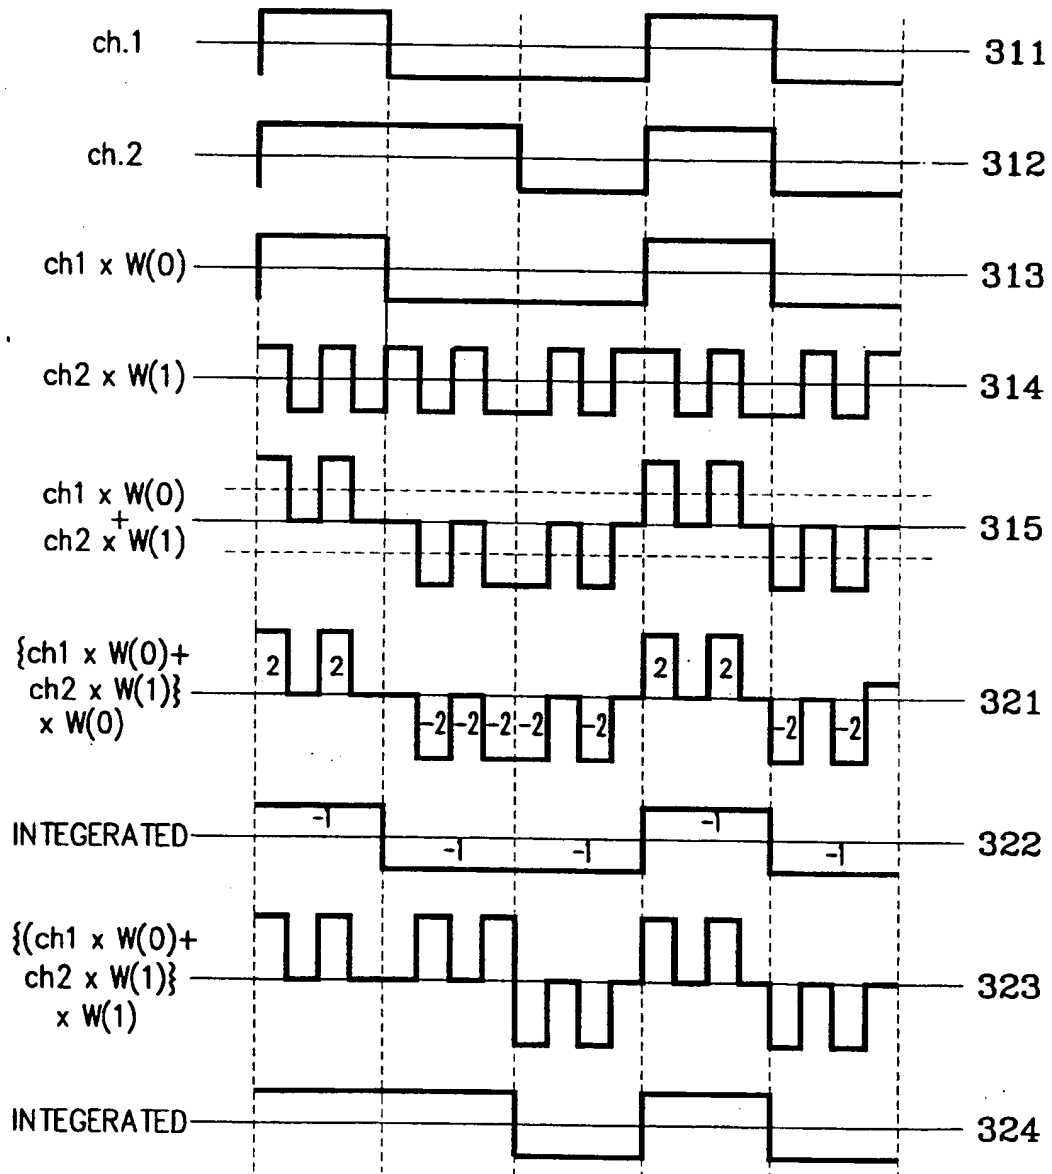 ch.1
311
ch.2
312
ch1 x W(0)
313
ch2 x W(1)
314
ch1 x W(0)
+
ch2 x W(1)
315
{ch1 x W(0)+
ch2 x W(1)}
x W(0)
2
2
-2
-2
-2
-2
-2
2
2
-2
-2
321
INTEGERATED
-1
-1
-1
-1
-1
322
{(ch1 x W(0)+
ch2 x W(1)}
x W(1)
323
INTEGERATED
324